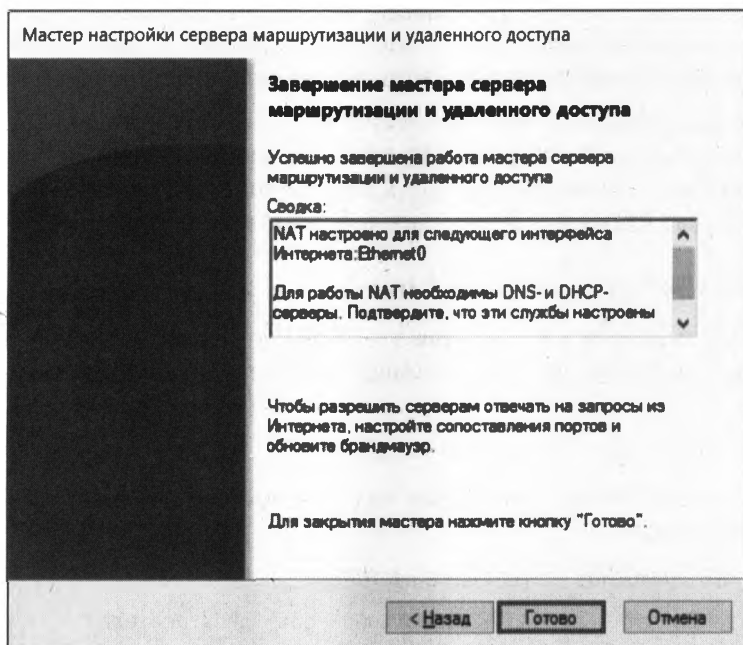 Мастер настройки сервера маршрутизации и удаленного доступа
Завершение мастера сервера
маршрутизации и удаленного доступа
Успешно завершена работа мастера сервера
маршрутизации и удаленного доступа
Сводка:
NAT настроено для следующего интерфейса
Интернета:Ethernet0
Для работы NAT необходимы DNS- и DHCP-
серверы. Подтвердите, что эти службы настроены
Чтобы разрешить серверам отвечать на запросы из
Интернета, настройте сопоставления портов и
обновите брандмауэр.
Для закрытия мастера нажмите кнопку "Готово".
< Назад Готово Отмена